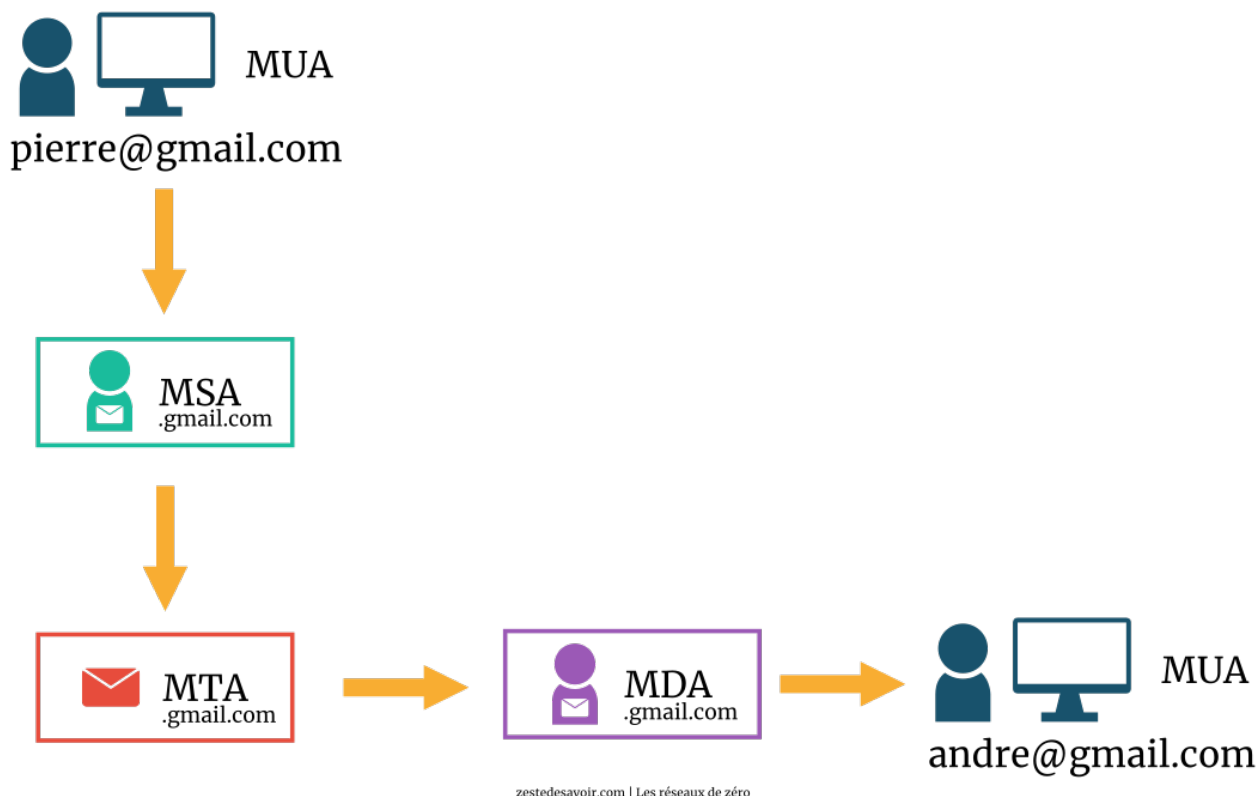 MUA
pierre@gmail.com
MSA
.gmail.com
MTA
.gmail.com
MDA
.gmail.com
MUA
andre@gmail.com
zestedesavoir.com | Les réseaux de zéro